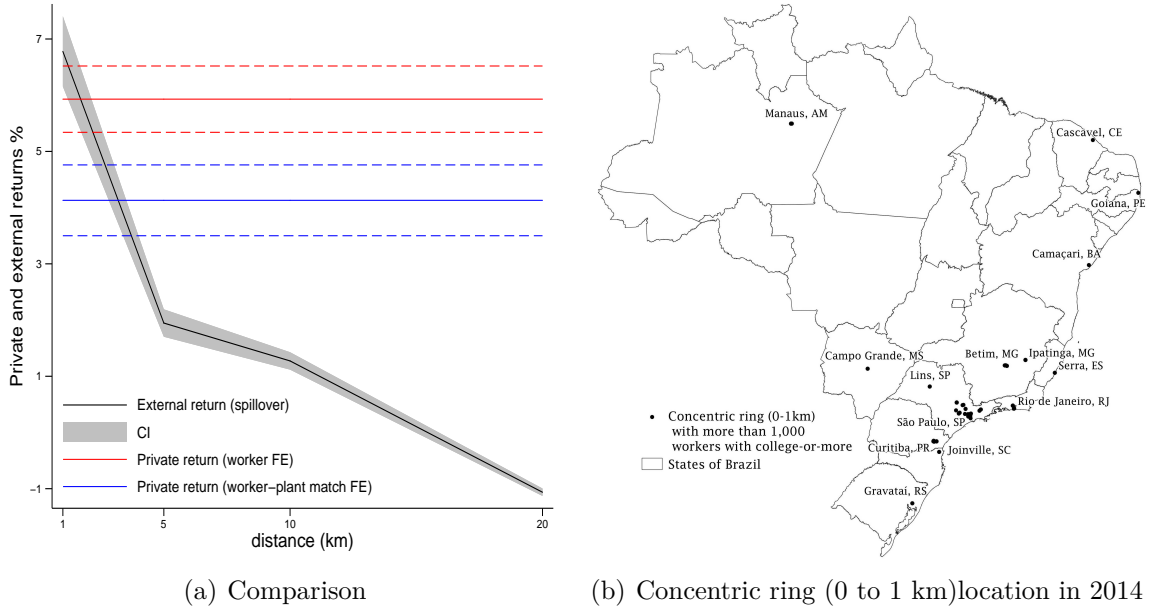 Private and external returns %
7
5
3
1
−1
External return (spillover)
CI
Private return (worker FE)
Private return (worker−plant match FE)
1
5
10
20
distance (km)
(a) Comparison
Manaus, AM
Cascavel, CE
Goiana, PE
Camaçari, BA
Campo Grande, MS
Betim, MG
Ipatinga, MG
Serra, ES
Lins, SP
Rio de Janeiro, RJ
São Paulo, SP
Curitiba, PR
Joinville, SC
Gravataí, RS
Concentric ring (0-1km)
with more than 1,000
workers with college-or-more
States of Brazil
(b) Concentric ring (0 to 1 km)location in 2014